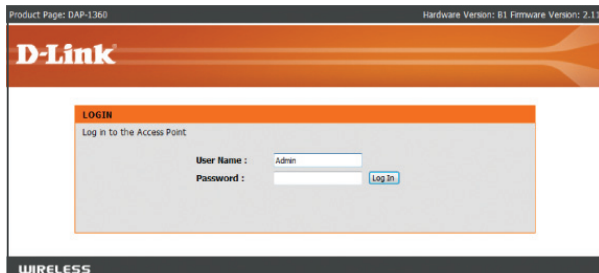 Product Page: DAP-1360 Hardware Version: B1 Firmware Version: 2.11
D-Link
LOGIN
Log in to the Access Point
User Name : Admin
Password : Log In
WIRELESS